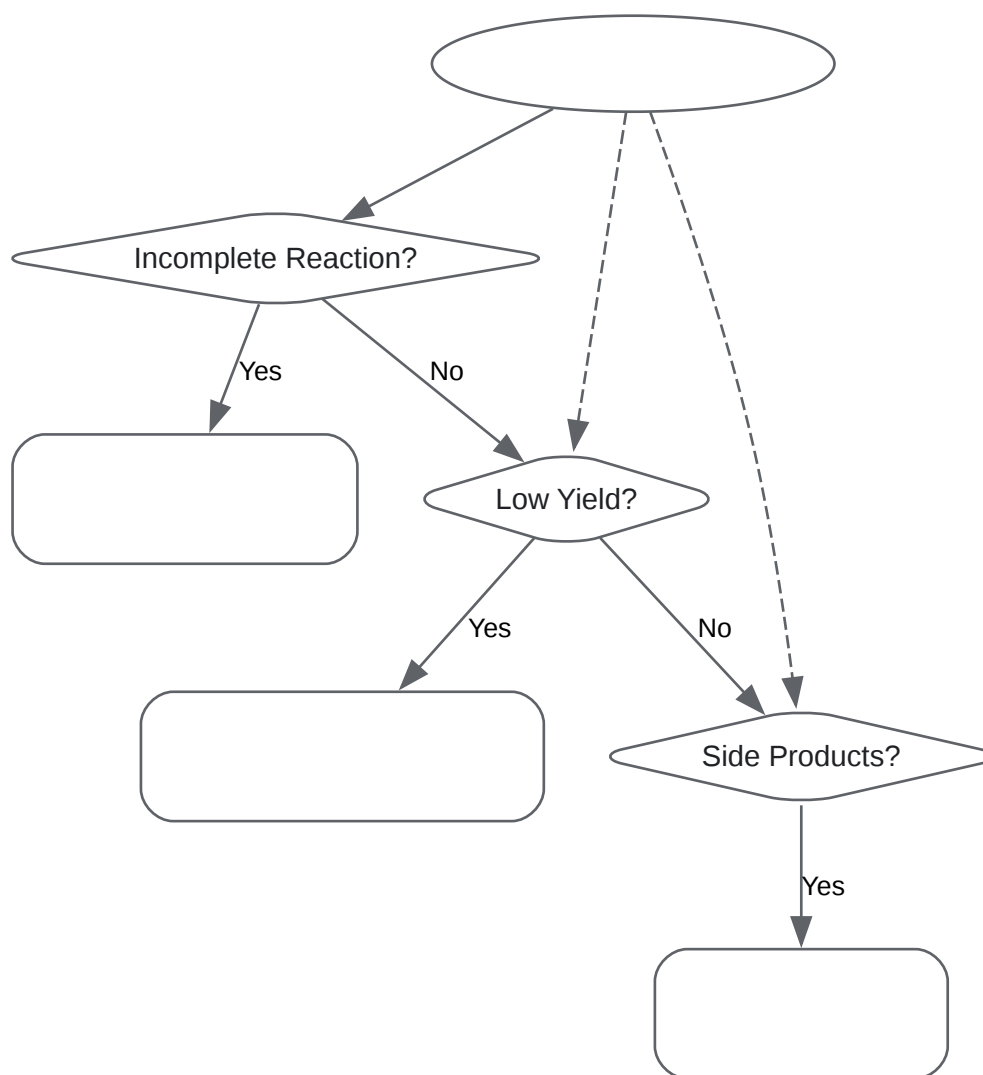 Incomplete Reaction?
Yes
No
Low Yield?
Yes
No
Side Products?
Yes